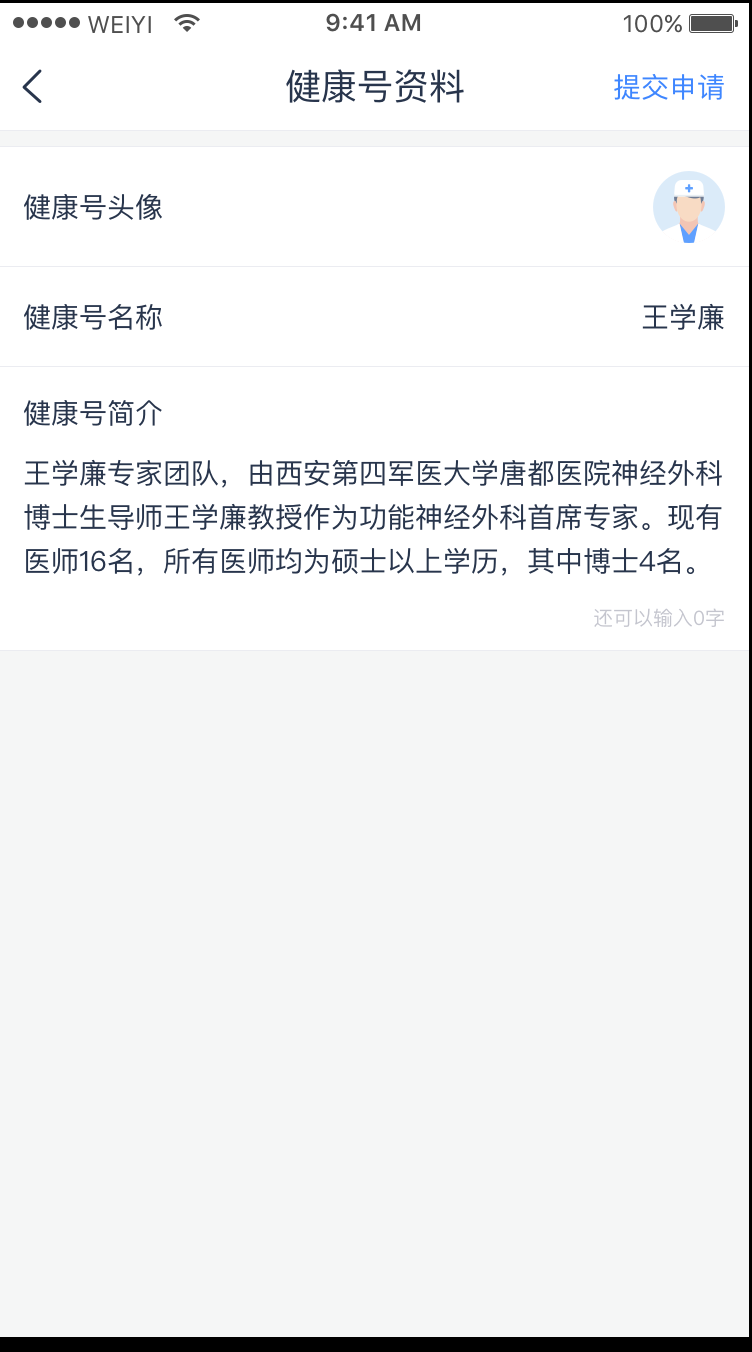 WEIYI 9:41 AM 100%
健康号资料 提交申请
健康号头像
健康号名称 王学廉
健康号简介
王学廉专家团队，由西安第四军医大学唐都医院神经外科
博士生导师王学廉教授作为功能神经外科首席专家。现有
医师16名，所有医师均为硕士以上学历，其中博士4名。
还可以输入0字